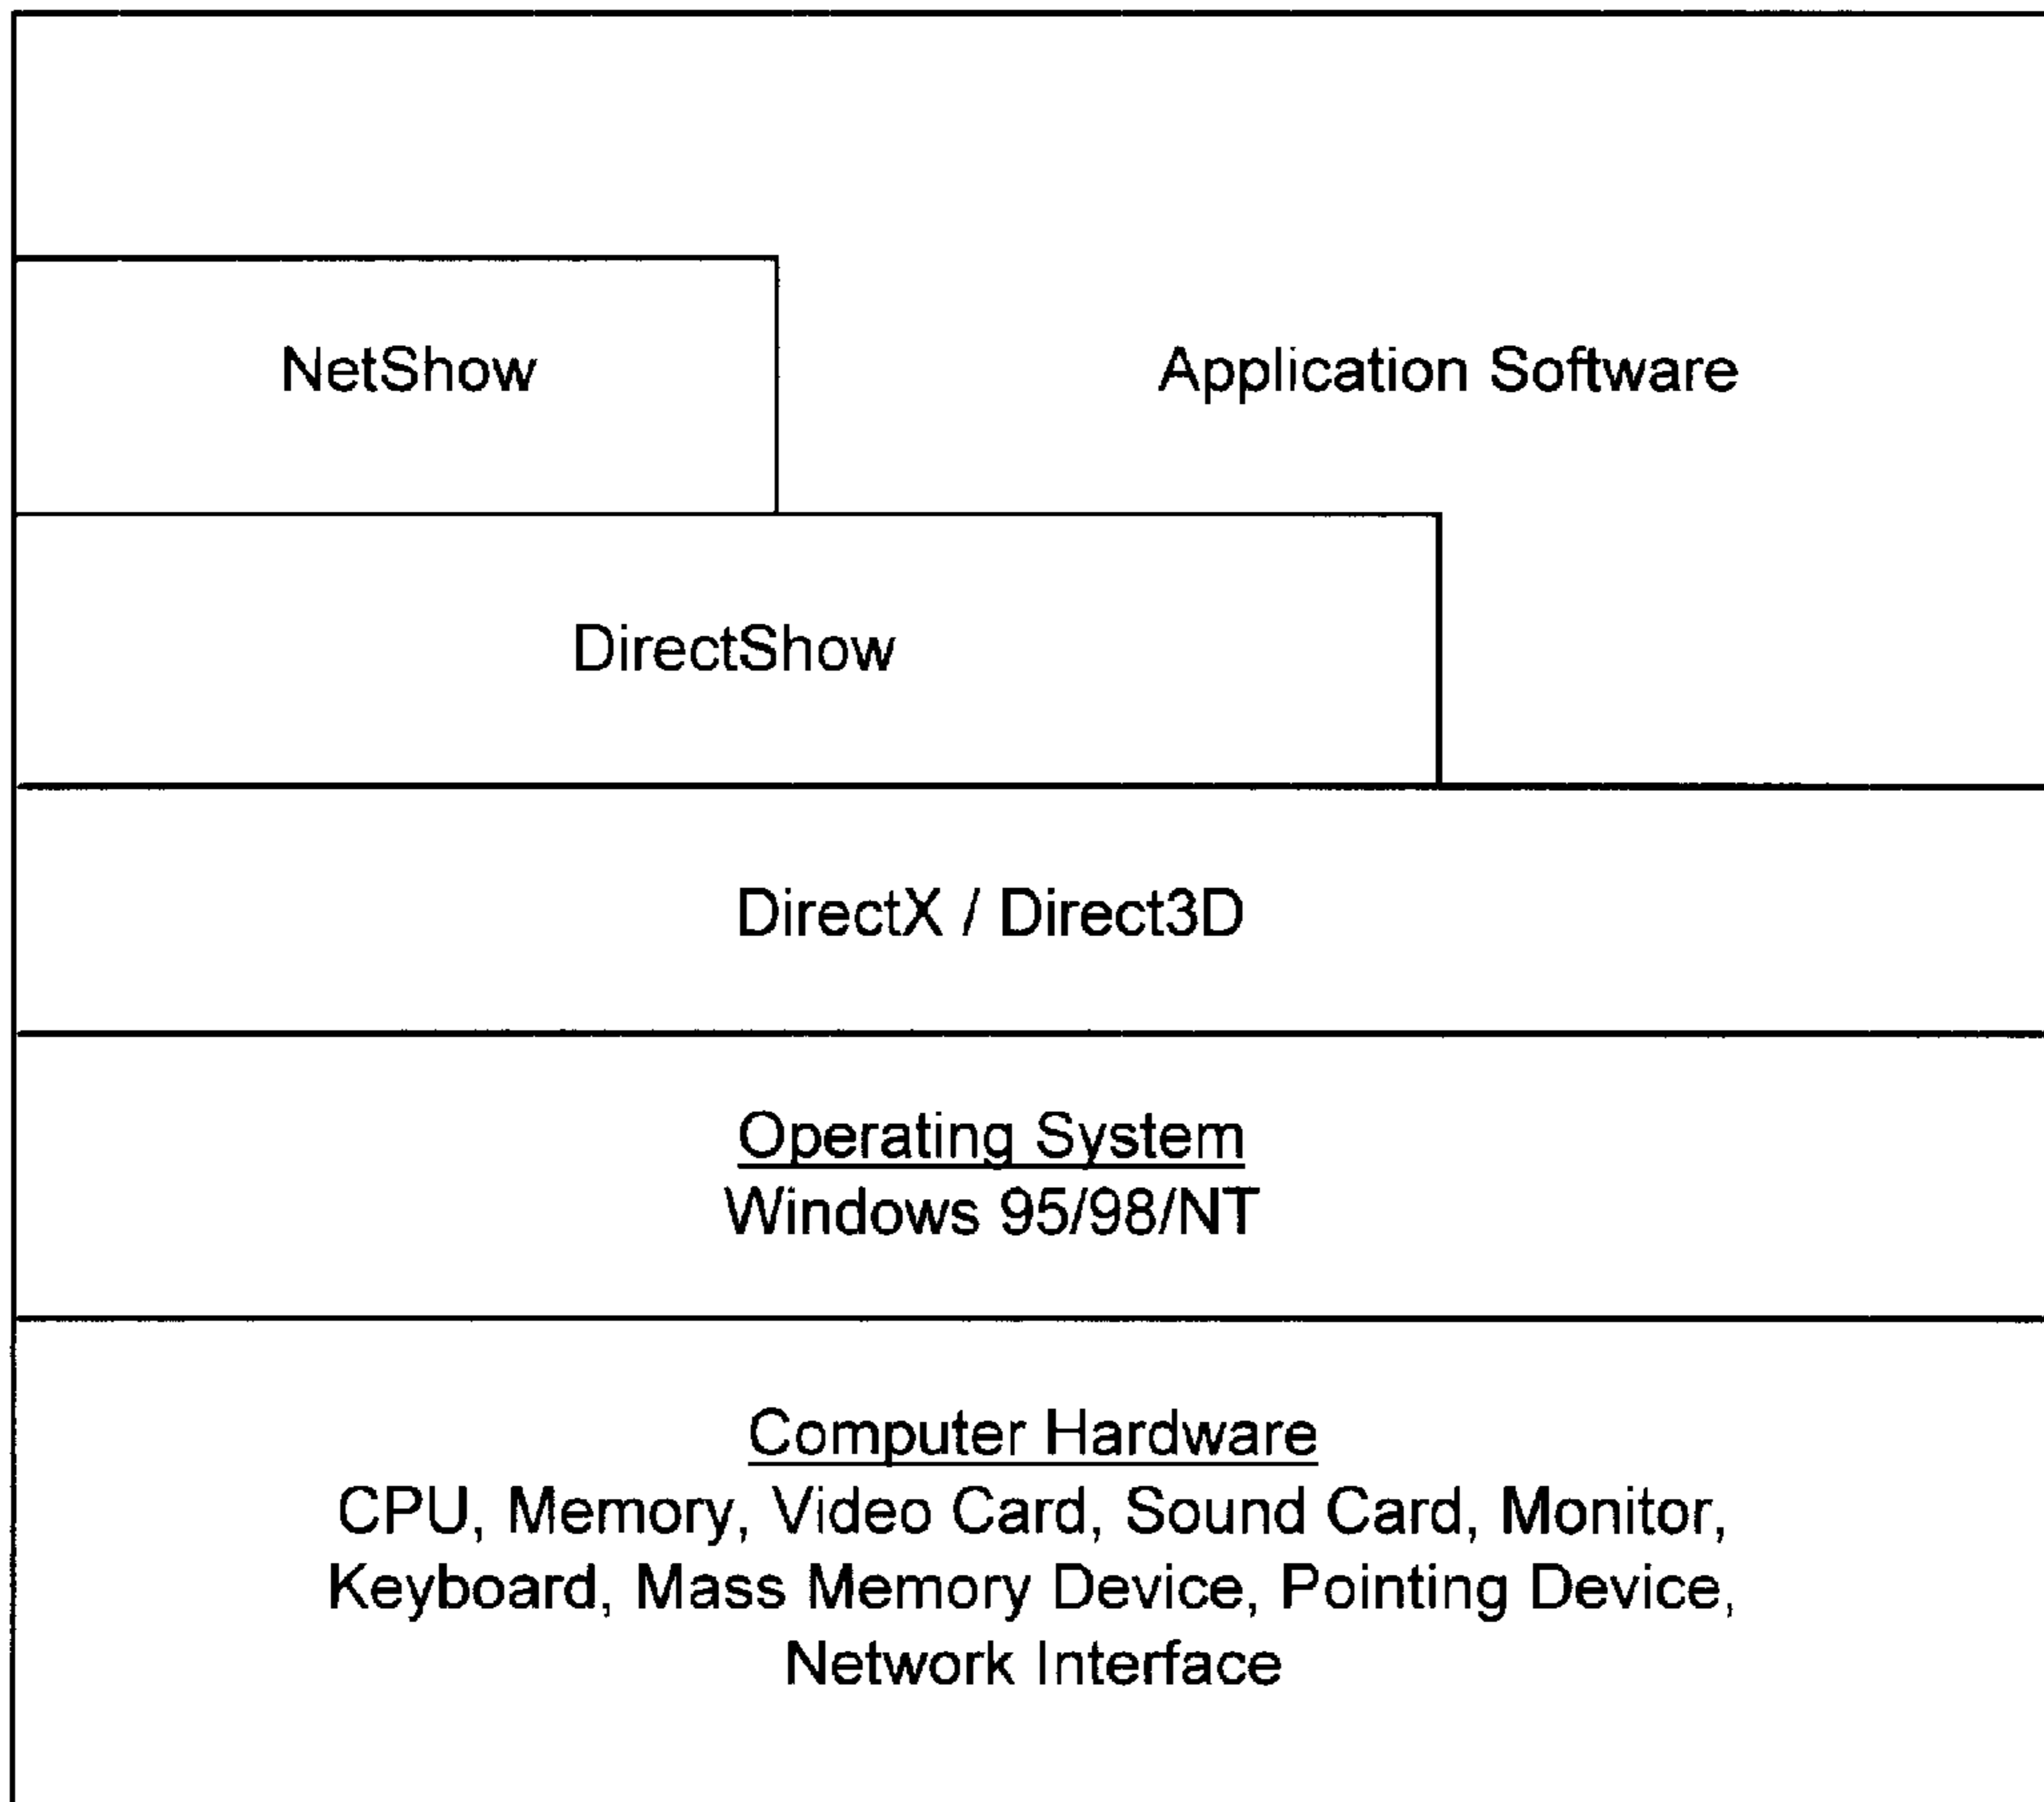 NetShow
Application Software
DirectShow
DirectX / Direct3D
Operating System
Windows 95/98/NT
Computer Hardware
CPU, Memory, Video Card, Sound Card, Monitor,
Keyboard, Mass Memory Device, Pointing Device,
Network Interface